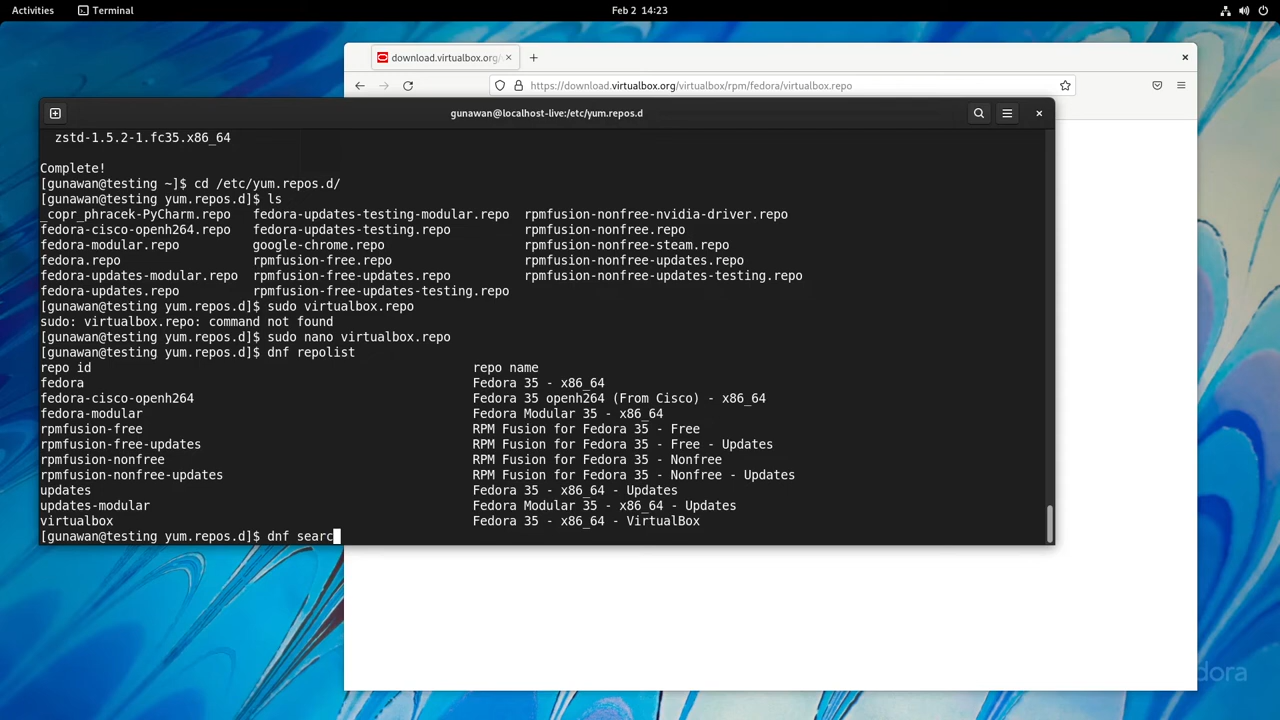 Activities Terminal Feb 2 14:23
download.virtualbox.org/
https://download.virtualbox.org/virtualbox/rpm/fedora/virtualbox.repo
gunawan@localhost-live:/etc/yum.repos.d
zstd-1.5.2-1.fc35.x86_64
Complete!
[gunawan@testing ~]$ cd /etc/yum.repos.d/
[gunawan@testing yum.repos.d]$ ls
_copr_phracek-PyCharm.repo fedora-updates-testing-modular.repo rpmfusion-nonfree-nvidia-driver.repo
fedora-cisco-openh264.repo fedora-updates-testing.repo rpmfusion-nonfree.repo
fedora-modular.repo google-chrome.repo rpmfusion-nonfree-steam.repo
fedora.repo rpmfusion-free.repo rpmfusion-nonfree-updates.repo
fedora-updates-modular.repo rpmfusion-free-updates.repo rpmfusion-nonfree-updates-testing.repo
fedora-updates.repo rpmfusion-free-updates-testing.repo
[gunawan@testing yum.repos.d]$ sudo virtualbox.repo
sudo: virtualbox.repo: command not found
[gunawan@testing yum.repos.d]$ sudo nano virtualbox.repo
[gunawan@testing yum.repos.d]$ dnf repolist
repo id repo name
fedora Fedora 35 - x86_64
fedora-cisco-openh264 Fedora 35 openh264 (From Cisco) - x86_64
fedora-modular Fedora Modular 35 - x86_64
rpmfusion-free RPM Fusion for Fedora 35 - Free
rpmfusion-free-updates RPM Fusion for Fedora 35 - Free - Updates
rpmfusion-nonfree RPM Fusion for Fedora 35 - Nonfree
rpmfusion-nonfree-updates RPM Fusion for Fedora 35 - Nonfree - Updates
updates Fedora 35 - x86_64 - Updates
updates-modular Fedora Modular 35 - x86_64 - Updates
virtualbox Fedora 35 - x86_64 - VirtualBox
[gunawan@testing yum.repos.d]$ dnf searc
dora